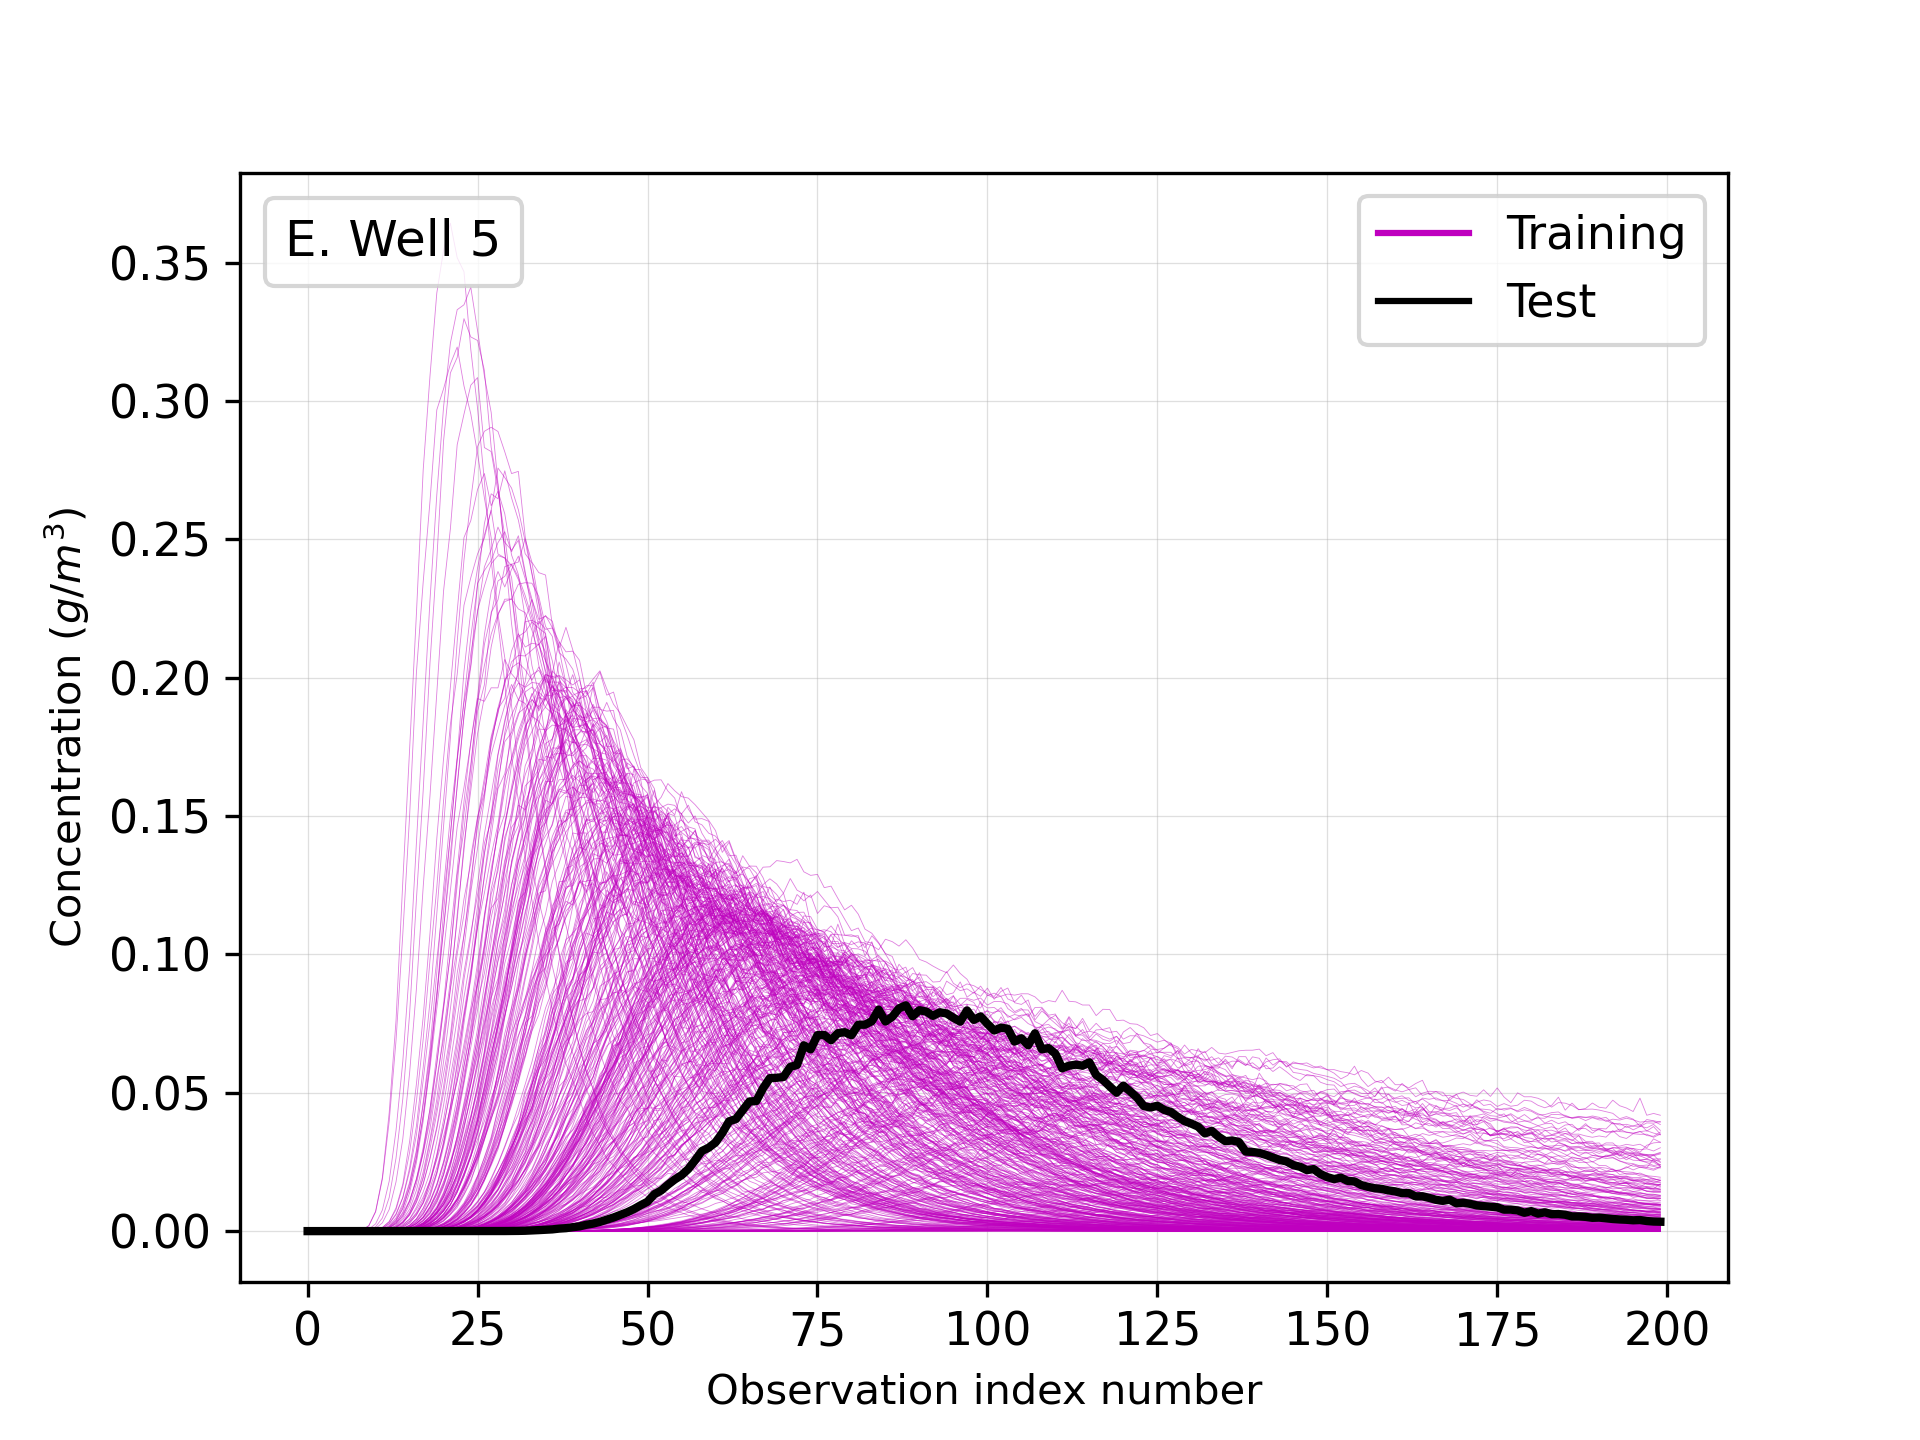 E. Well 5
Training
Test
Concentration (g/m³)
0.35
0.30
0.25
0.20
0.15
0.10
0.05
0.00
0 25 50 75 100 125 150 175 200
Observation index number